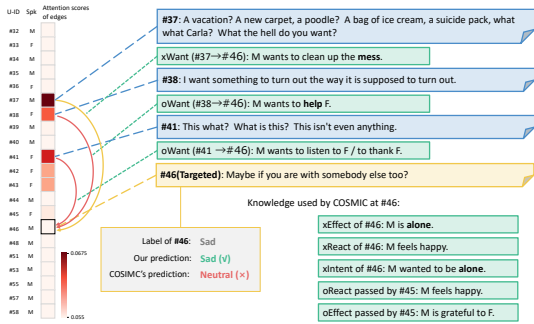 U-ID Spk Attention scores of edges
#32 M
#33 F
#34 M
#35 M
#36 F
#37 M
#38 F
#39 M
#40 M
#41 F
#42 F
#43 F
#44 M
#45 F
#46 M
#48 M
#51 M
#53 M
#56 M
#57 M
#58 M
0.0675
0.055
#37: A vacation? A new carpet, a poodle? A bag of ice cream, a suicide pack, what
what Carla? What the hell do you want?
xWant (#37→#46): M wants to clean up the mess.
#38: I want something to turn out the way it is supposed to turn out.
oWant (#38→#46): M wants to help F.
#41: This what? What is this? This isn't even anything.
oWant (#41 →#46): M wants to listen to F / to thank F.
#46(Targeted): Maybe if you are with somebody else too?
Label of #46: Sad
Our prediction: Sad (√)
COSIMC's prediction: Neutral (×)
Knowledge used by COSMIC at #46:
xEffect of #46: M is alone.
xReact of #46: M feels happy.
xIntent of #46: M wanted to be alone.
oReact passed by #45: M feels happy.
oEffect passed by #45: M is grateful to F.